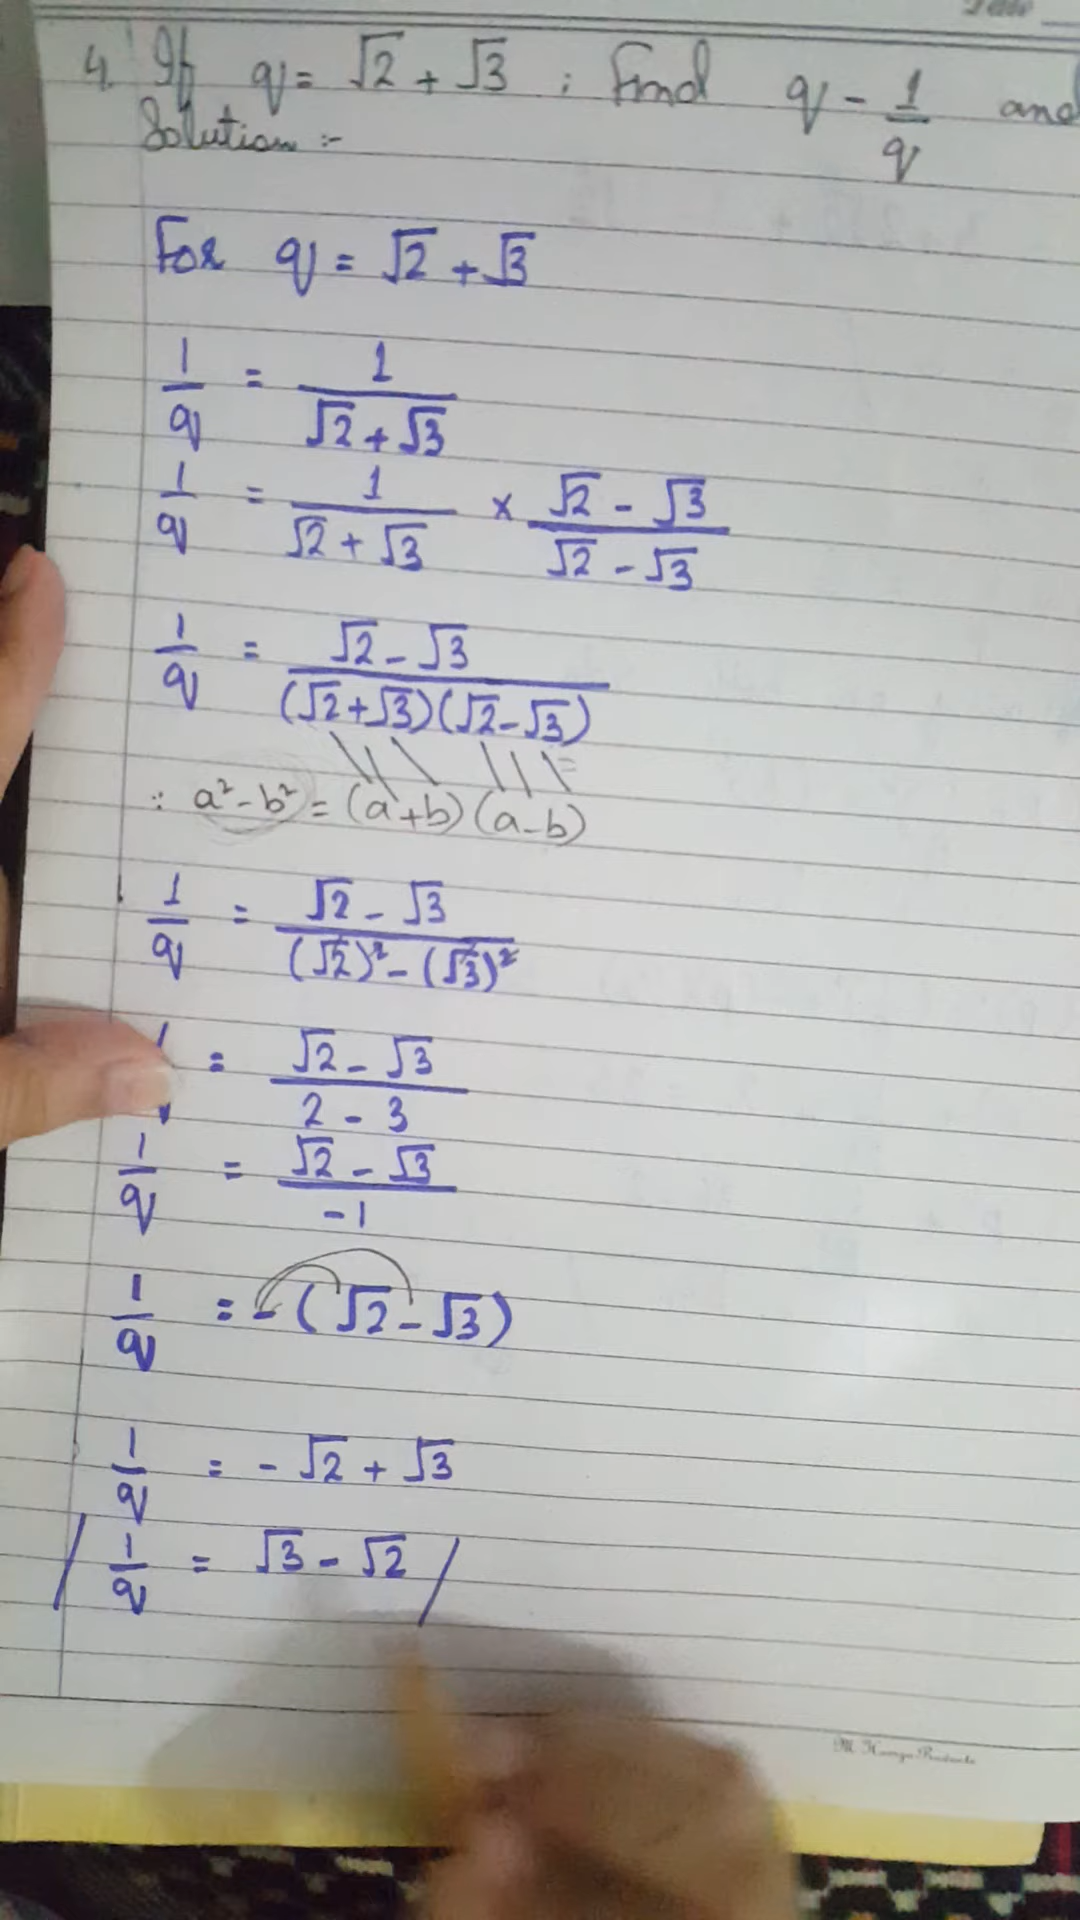 4. If q = √2 + √3 ; Find q - 1/q and
Solution :-
For q = √2 + √3
1/q = 1/(√2 + √3)
1/q = 1/(√2 + √3) × (√2 - √3)/(√2 - √3)
1/q = (√2 - √3)/((√2+√3)(√2-√3))
∵ a² - b² = (a+b)(a-b)
1/q = (√2 - √3)/((√2)² - (√3)²)
= (√2 - √3)/(2 - 3)
1/q = (√2 - √3)/-1
1/q = -(√2 - √3)
1/q = -√2 + √3
/ 1/q = √3 - √2 /